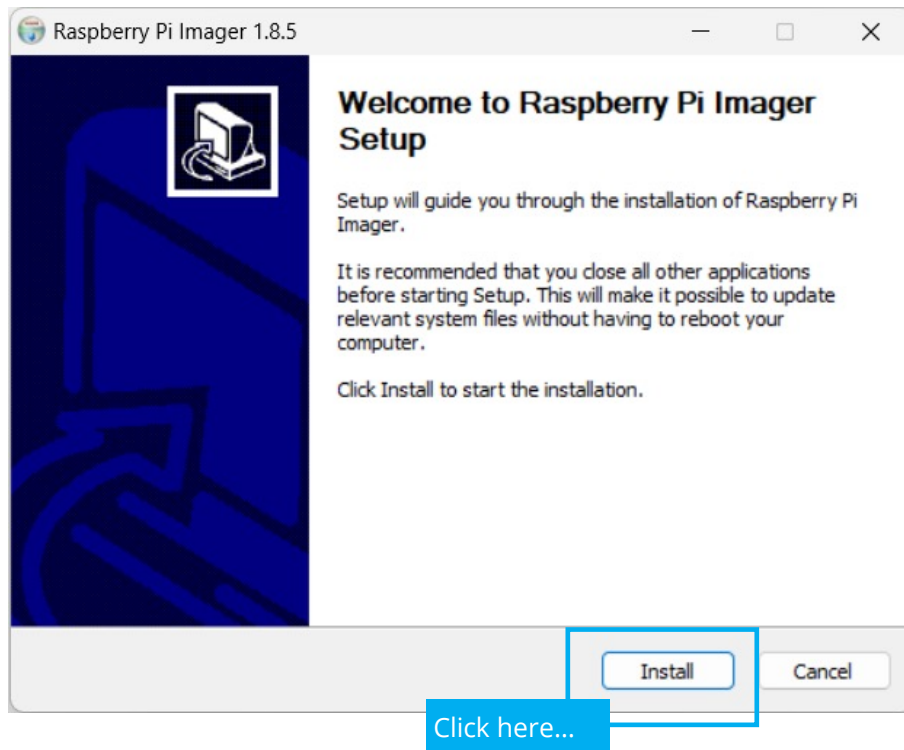 Raspberry Pi Imager 1.8.5
Welcome to Raspberry Pi Imager
Setup
Setup will guide you through the installation of Raspberry Pi
Imager.
It is recommended that you close all other applications
before starting Setup. This will make it possible to update
relevant system files without having to reboot your
computer.
Click Install to start the installation.
Install
Cancel
Click here...